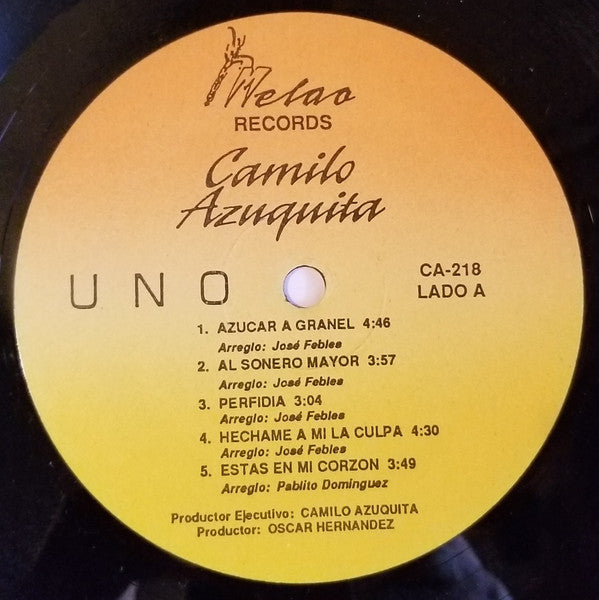 Melao
RECORDS
Camilo
Azuquita
UNO
CA-218
LADO A
1. AZUCAR A GRANEL 4:46
Arreglo: José Febles
2. AL SONERO MAYOR 3:57
Arreglo: José Febles
3. PERFIDIA 3:04
Arreglo: José Febles
4. HECHAME A MI LA CULPA 4:30
Arreglo: José Febles
5. ESTAS EN MI CORZON 3:49
Arreglo: Pablito Dominguez
Productor Ejecutivo: CAMILO AZUQUITA
Productor: OSCAR HERNANDEZ